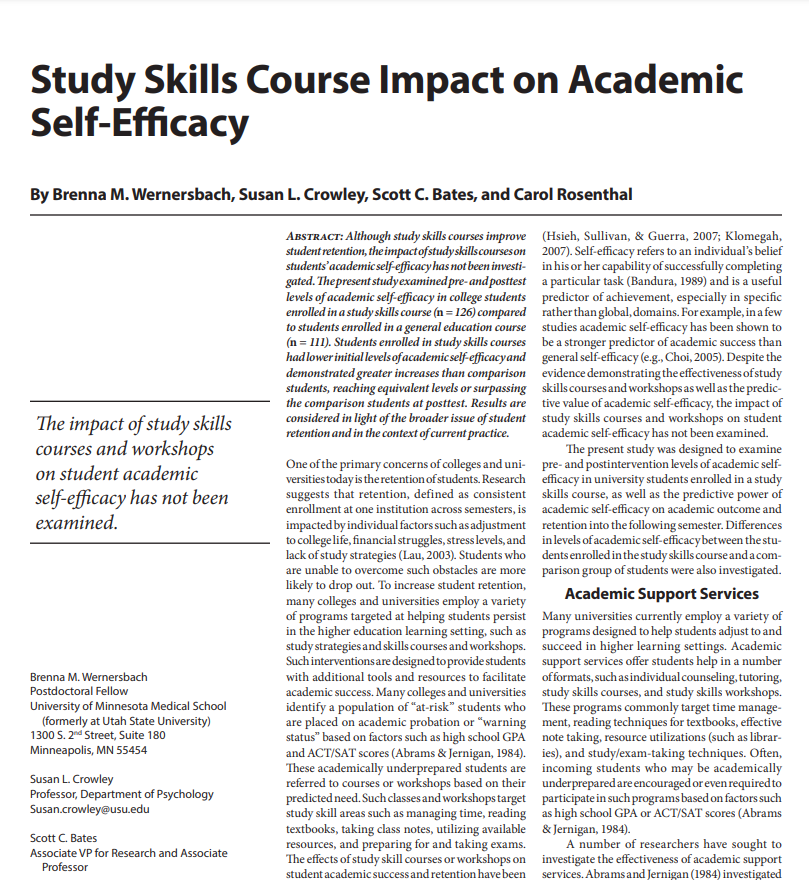 Study Skills Course Impact on Academic
Self-Efficacy
By Brenna M. Wernersbach, Susan L. Crowley, Scott C. Bates, and Carol Rosenthal
The impact of study skills
courses and workshops
on student academic
self-efficacy has not been
examined.
Brenna M. Wernersbach
Postdoctoral Fellow
University of Minnesota Medical School
(formerly at Utah State University)
1300 S. 2nd Street, Suite 180
Minneapolis, MN 55454
Susan L. Crowley
Professor, Department of Psychology
Susan.crowley@usu.edu
Scott C. Bates
Associate VP for Research and Associate
Professor
Abstract: Although study skills courses improve
student retention, the impact of study skills courses on
students' academic self-efficacy has not been investi-
gated. The present study examined pre- and posttest
levels of academic self-efficacy in college students
enrolled in a study skills course (n = 126) compared
to students enrolled in a general education course
(n = 111). Students enrolled in study skills courses
had lower initial levels of academic self-efficacy and
demonstrated greater increases than comparison
students, reaching equivalent levels or surpassing
the comparison students at posttest. Results are
considered in light of the broader issue of student
retention and in the context of current practice.
One of the primary concerns of colleges and uni-
versities today is the retention of students. Research
suggests that retention, defined as consistent
enrollment at one institution across semesters, is
impacted by individual factors such as adjustment
to college life, financial struggles, stress levels, and
lack of study strategies (Lau, 2003). Students who
are unable to overcome such obstacles are more
likely to drop out. To increase student retention,
many colleges and universities employ a variety
of programs targeted at helping students persist
in the higher education learning setting, such as
study strategies and skills courses and workshops.
Such interventions are designed to provide students
with additional tools and resources to facilitate
academic success. Many colleges and universities
identify a population of “at-risk” students who
are placed on academic probation or “warning
status” based on factors such as high school GPA
and ACT/SAT scores (Abrams & Jernigan, 1984).
These academically underprepared students are
referred to courses or workshops based on their
predicted need. Such classes and workshops target
study skill areas such as managing time, reading
textbooks, taking class notes, utilizing available
resources, and preparing for and taking exams.
The effects of study skill courses or workshops on
student academic success and retention have been
(Hsieh, Sullivan, & Guerra, 2007; Klomegah,
2007). Self-efficacy refers to an individual's belief
in his or her capability of successfully completing
a particular task (Bandura, 1989) and is a useful
predictor of achievement, especially in specific
rather than global, domains. For example, in a few
studies academic self-efficacy has been shown to
be a stronger predictor of academic success than
general self-efficacy (e.g., Choi, 2005). Despite the
evidence demonstrating the effectiveness of study
skills courses and workshops as well as the predic-
tive value of academic self-efficacy, the impact of
study skills courses and workshops on student
academic self-efficacy has not been examined.
The present study was designed to examine
pre- and postintervention levels of academic self-
efficacy in university students enrolled in a study
skills course, as well as the predictive power of
academic self-efficacy on academic outcome and
retention into the following semester. Differences
in levels of academic self-efficacy between the stu-
dents enrolled in the study skills course and a com-
parison group of students were also investigated.
Academic Support Services
Many universities currently employ a variety of
programs designed to help students adjust to and
succeed in higher learning settings. Academic
support services offer students help in a number
of formats, such as individual counseling, tutoring,
study skills courses, and study skills workshops.
These programs commonly target time manage-
ment, reading techniques for textbooks, effective
note taking, resource utilizations (such as librar-
ies), and study/exam-taking techniques. Often,
incoming students who may be academically
underprepared are encouraged or even required to
participate in such programs based on factors such
as high school GPA or ACT/SAT scores (Abrams
& Jernigan, 1984).
A number of researchers have sought to
investigate the effectiveness of academic support
services. Abrams and Jernigan (1984) investigated